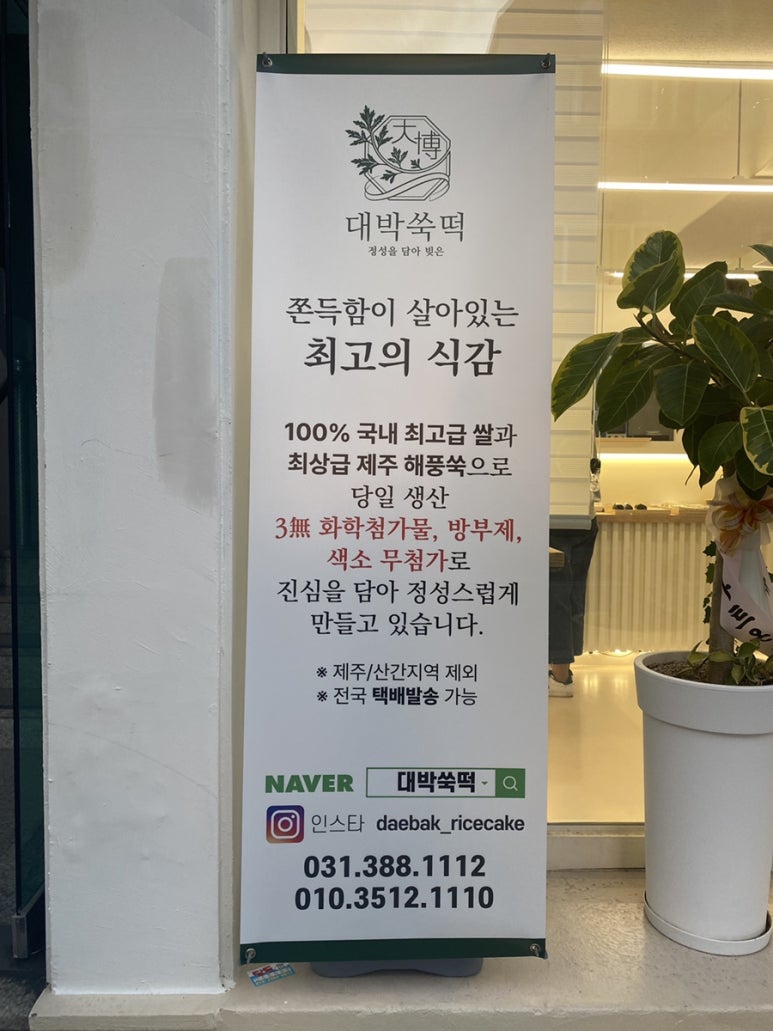 大博
대박쑥떡
정성을 담아 빚은
쫀득함이 살아있는
최고의 식감
100% 국내 최고급 쌀과
최상급 제주 해풍쑥으로
당일 생산
3無 화학첨가물, 방부제,
색소 무첨가로
진심을 담아 정성스럽게
만들고 있습니다.
※ 제주/산간지역 제외
※ 전국 택배발송 가능
NAVER 대박쑥떡
인스타 daebak_ricecake
031.388.1112
010.3512.1110